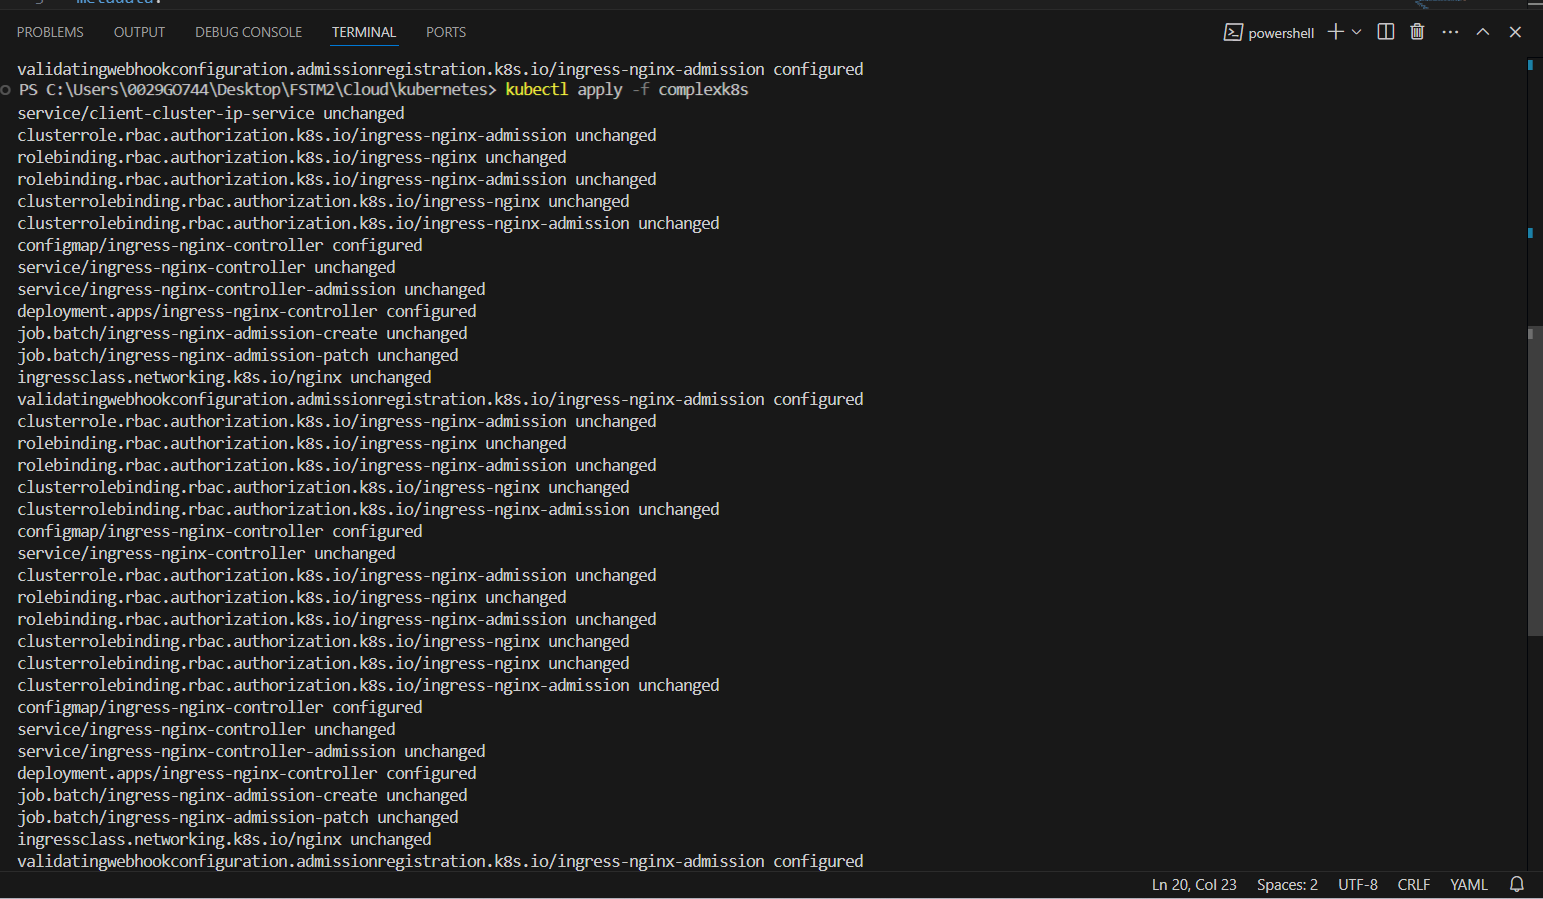 PROBLEMS OUTPUT DEBUG CONSOLE TERMINAL PORTS powershell
validatingwebhookconfiguration.admissionregistration.k8s.io/ingress-nginx-admission configured
PS C:\Users\0029GO744\Desktop\FSTM2\Cloud\kubernetes> kubectl apply -f complexk8s
service/client-cluster-ip-service unchanged
clusterrole.rbac.authorization.k8s.io/ingress-nginx-admission unchanged
rolebinding.rbac.authorization.k8s.io/ingress-nginx unchanged
rolebinding.rbac.authorization.k8s.io/ingress-nginx-admission unchanged
clusterrolebinding.rbac.authorization.k8s.io/ingress-nginx unchanged
clusterrolebinding.rbac.authorization.k8s.io/ingress-nginx-admission unchanged
configmap/ingress-nginx-controller configured
service/ingress-nginx-controller unchanged
service/ingress-nginx-controller-admission unchanged
deployment.apps/ingress-nginx-controller configured
job.batch/ingress-nginx-admission-create unchanged
job.batch/ingress-nginx-admission-patch unchanged
ingressclass.networking.k8s.io/nginx unchanged
validatingwebhookconfiguration.admissionregistration.k8s.io/ingress-nginx-admission configured
clusterrole.rbac.authorization.k8s.io/ingress-nginx-admission unchanged
rolebinding.rbac.authorization.k8s.io/ingress-nginx unchanged
rolebinding.rbac.authorization.k8s.io/ingress-nginx-admission unchanged
clusterrolebinding.rbac.authorization.k8s.io/ingress-nginx unchanged
clusterrolebinding.rbac.authorization.k8s.io/ingress-nginx-admission unchanged
configmap/ingress-nginx-controller configured
service/ingress-nginx-controller unchanged
clusterrole.rbac.authorization.k8s.io/ingress-nginx-admission unchanged
rolebinding.rbac.authorization.k8s.io/ingress-nginx unchanged
rolebinding.rbac.authorization.k8s.io/ingress-nginx-admission unchanged
clusterrolebinding.rbac.authorization.k8s.io/ingress-nginx unchanged
clusterrolebinding.rbac.authorization.k8s.io/ingress-nginx unchanged
clusterrolebinding.rbac.authorization.k8s.io/ingress-nginx-admission unchanged
configmap/ingress-nginx-controller configured
service/ingress-nginx-controller unchanged
service/ingress-nginx-controller-admission unchanged
deployment.apps/ingress-nginx-controller configured
job.batch/ingress-nginx-admission-create unchanged
job.batch/ingress-nginx-admission-patch unchanged
ingressclass.networking.k8s.io/nginx unchanged
validatingwebhookconfiguration.admissionregistration.k8s.io/ingress-nginx-admission configured
Ln 20, Col 23 Spaces: 2 UTF-8 CRLF YAML